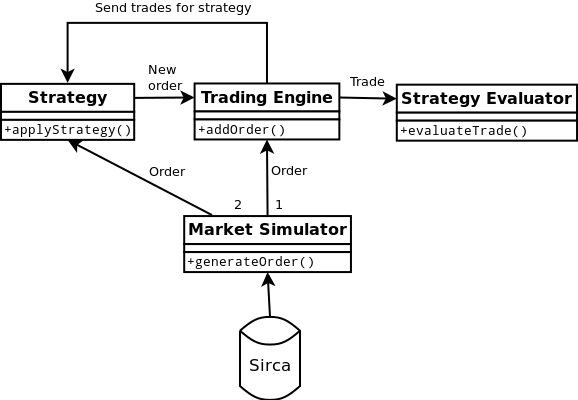 Send trades for strategy
New
order
Trade
Strategy
Trading Engine
Strategy Evaluator
+applyStrategy()
+addOrder()
+evaluateTrade()
Order
Order
2
1
Market Simulator
+generateOrder()
Sirca